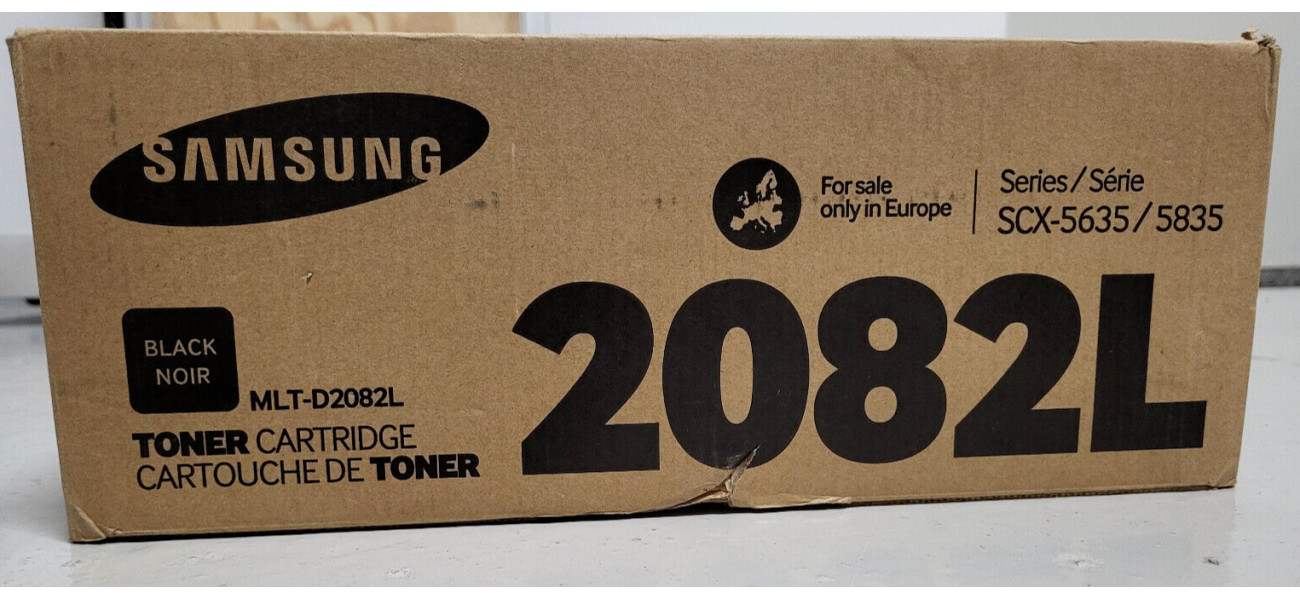 SAMSUNG
For sale
only in Europe
Series / Série
SCX-5635 / 5835
2082L
BLACK
NOIR
MLT-D2082L
TONER CARTRIDGE
CARTOUCHE DE TONER